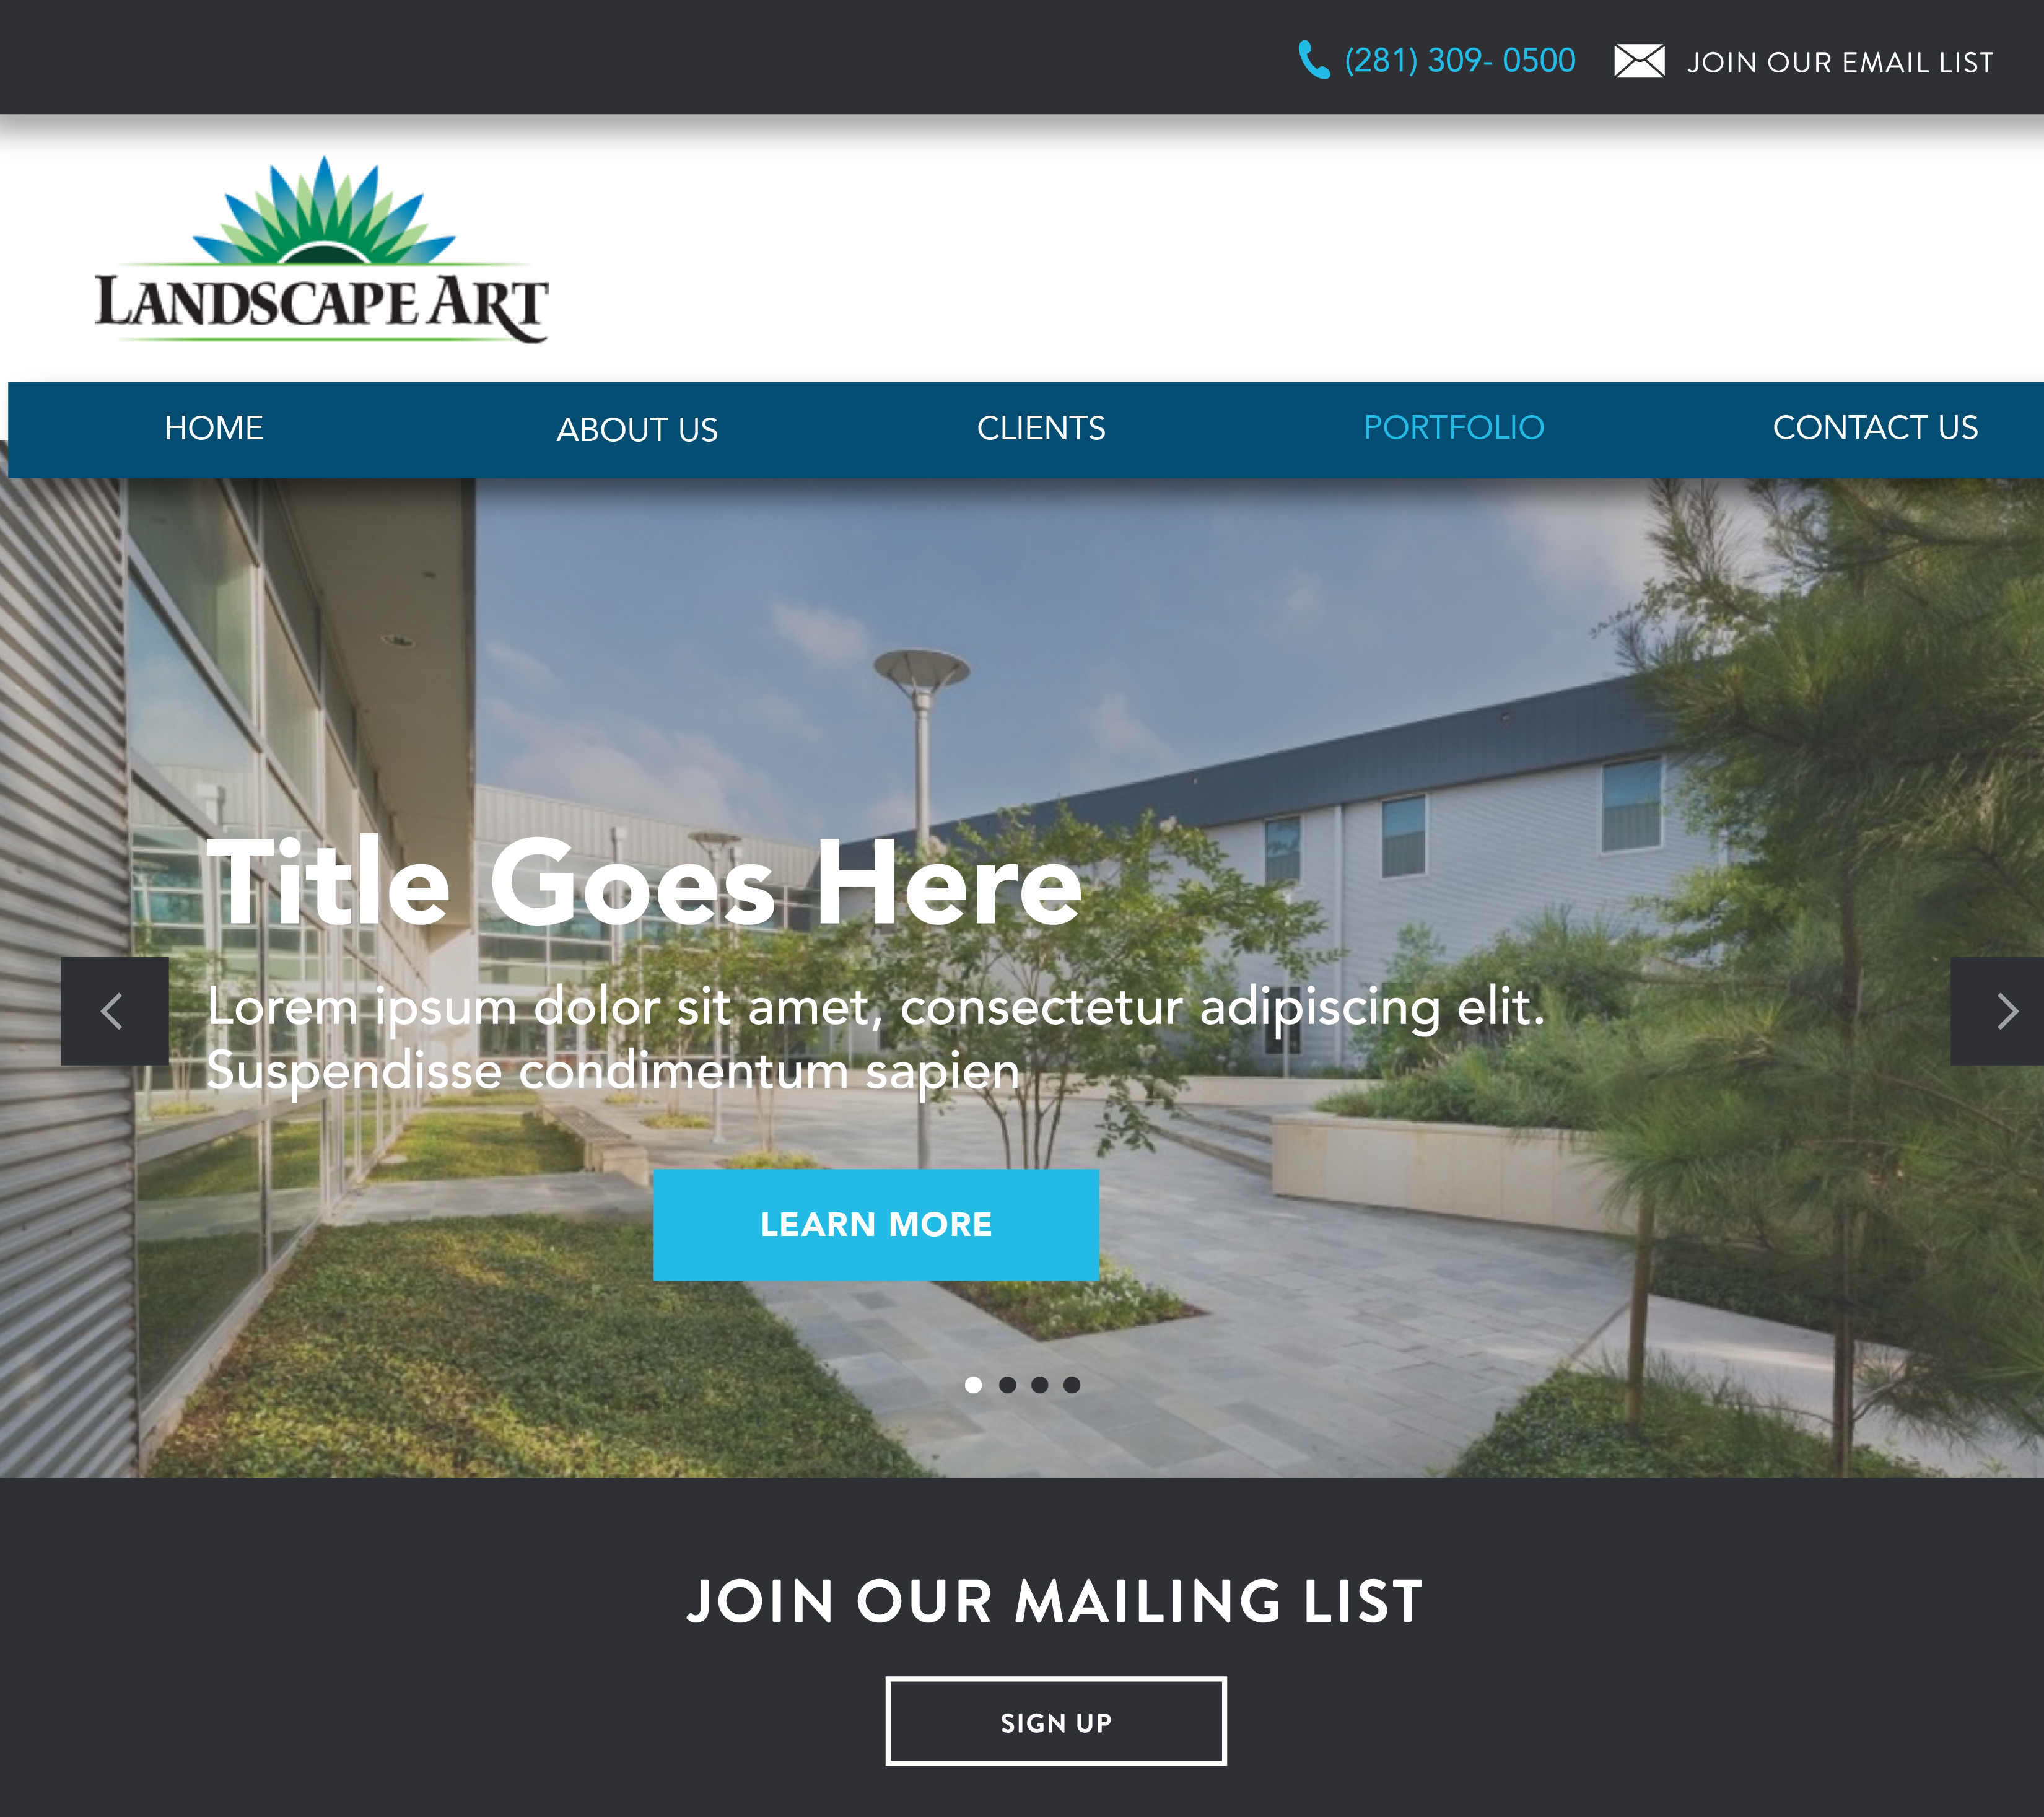 (281) 309- 0500 JOIN OUR EMAIL LIST
LANDSCAPE ART
HOME ABOUT US CLIENTS PORTFOLIO CONTACT US
Title Goes Here
Lorem ipsum dolor sit amet, consectetur adipiscing elit.
Suspendisse condimentum sapien
LEARN MORE
JOIN OUR MAILING LIST
SIGN UP